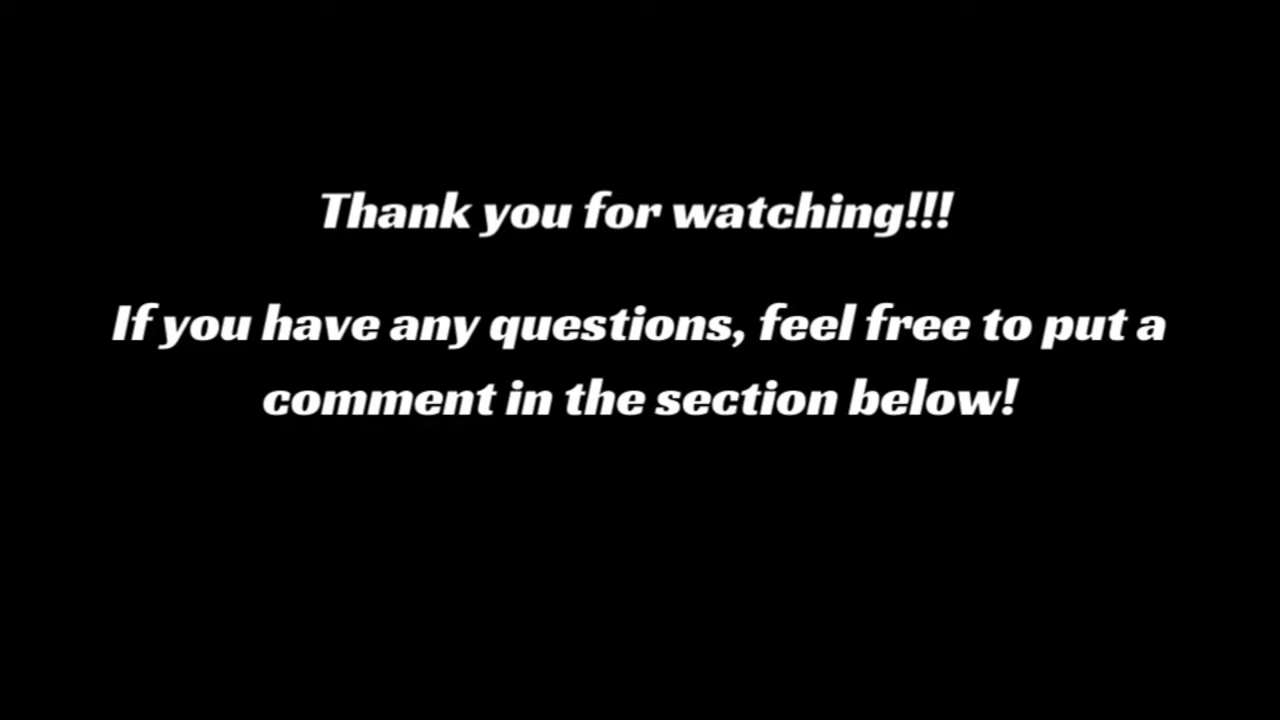 Thank you for watching!!!
If you have any questions, feel free to put a
comment in the section below!